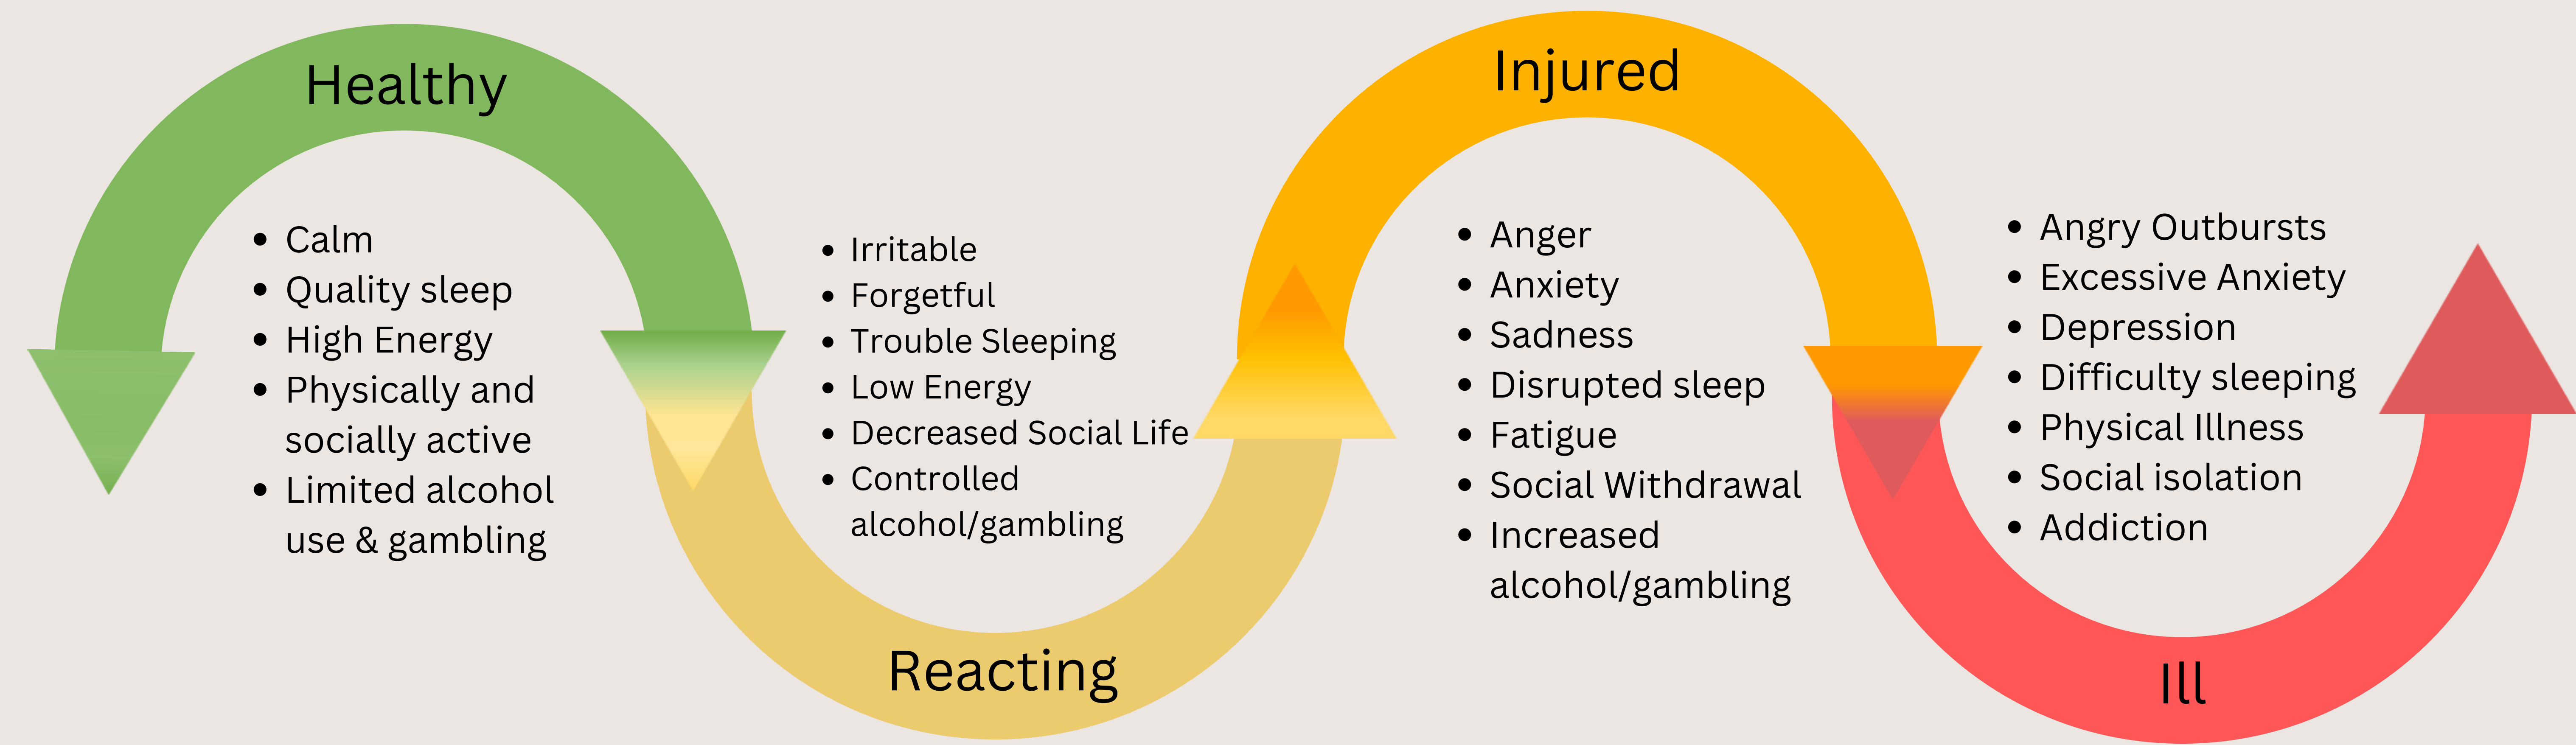 Healthy
• Calm
• Quality sleep
• High Energy
• Physically and
socially active
• Limited alcohol
use & gambling
Reacting
• Irritable
• Forgetful
• Trouble Sleeping
• Low Energy
• Decreased Social Life
• Controlled
alcohol/gambling
Injured
• Anger
• Anxiety
• Sadness
• Disrupted sleep
• Fatigue
• Social Withdrawal
• Increased
alcohol/gambling
Ill
• Angry Outbursts
• Excessive Anxiety
• Depression
• Difficulty sleeping
• Physical Illness
• Social isolation
• Addiction